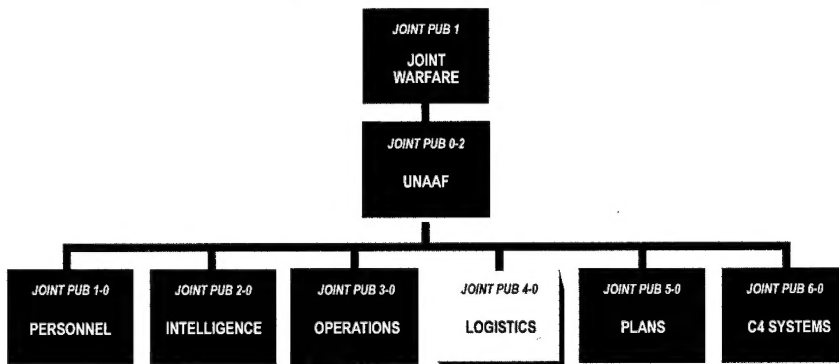 JOINT PUB 1
JOINT
WARFARE
JOINT PUB 0-2
UNAAF
JOINT PUB 1-0
PERSONNEL
JOINT PUB 2-0
INTELLIGENCE
JOINT PUB 3-0
OPERATIONS
JOINT PUB 4-0
LOGISTICS
JOINT PUB 5-0
PLANS
JOINT PUB 6-0
C4 SYSTEMS